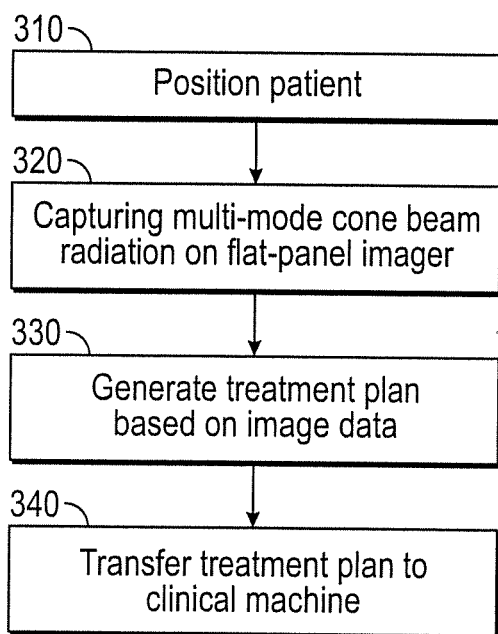 310
Position patient
320
Capturing multi-mode cone beam
radiation on flat-panel imager
330
Generate treatment plan
based on image data
340
Transfer treatment plan to
clinical machine